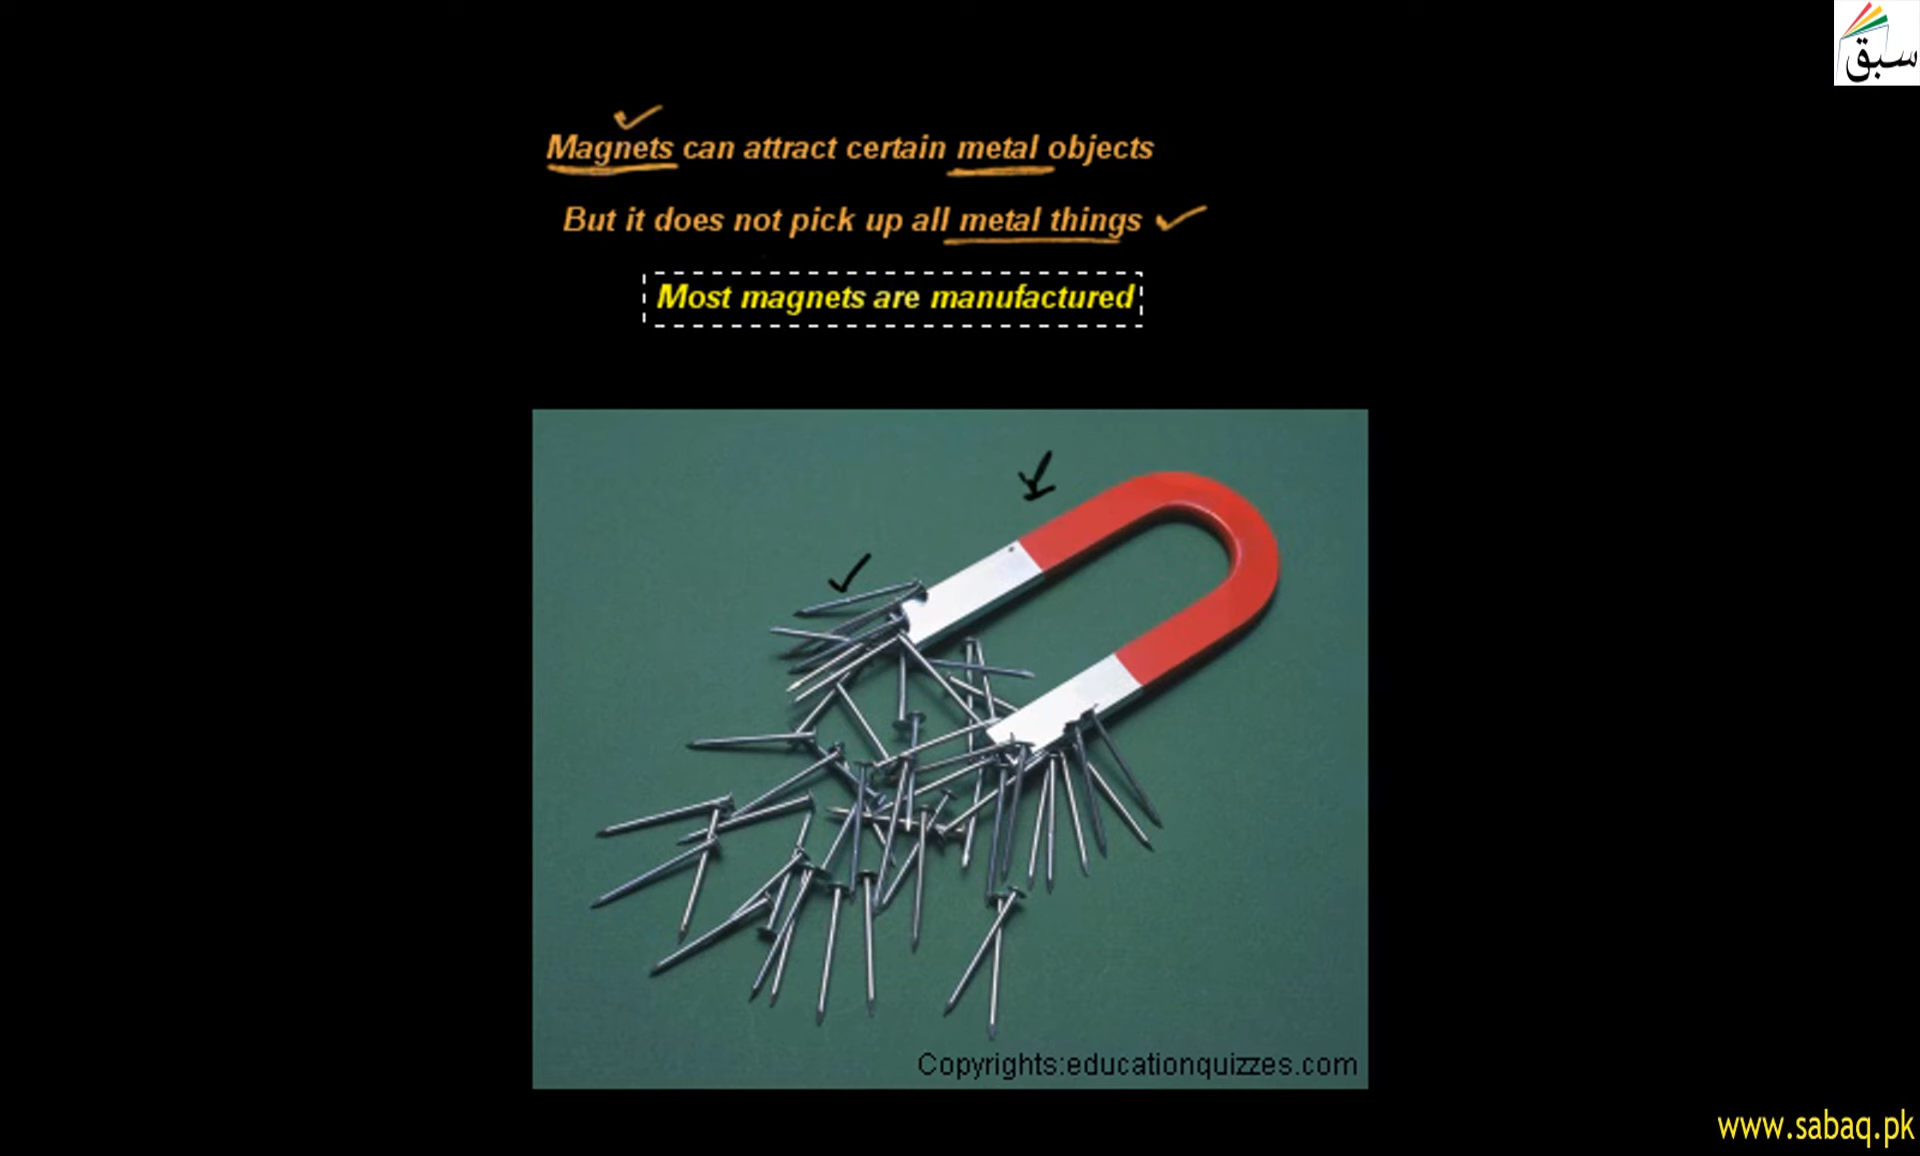 سبق
Magnets can attract certain metal objects
But it does not pick up all metal things
Most magnets are manufactured
Copyrights:educationquizzes.com
www.sabaq.pk